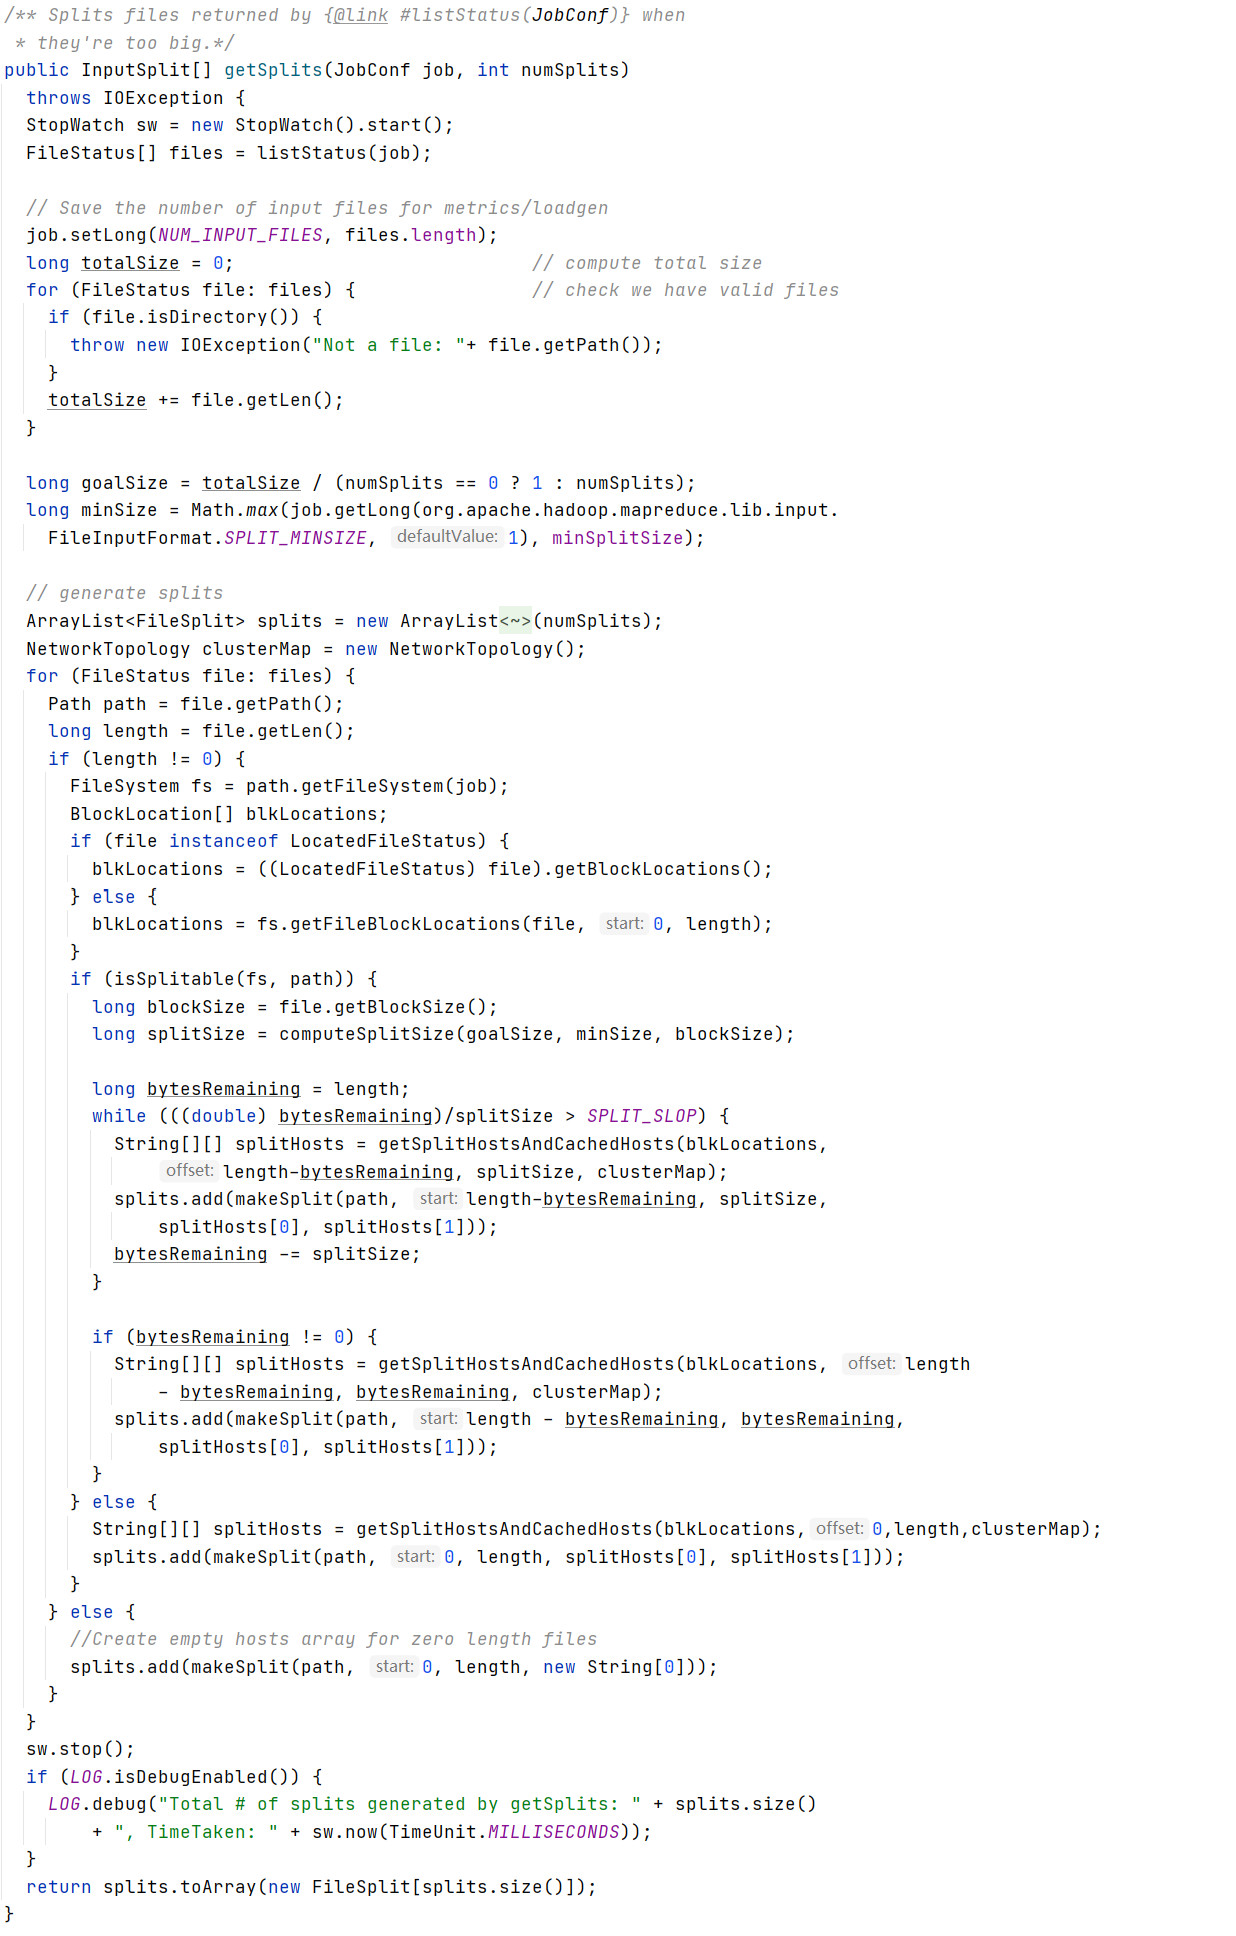 /** Splits files returned by {@link #listStatus(JobConf)} when
 * they're too big.*/
public InputSplit[] getSplits(JobConf job, int numSplits)
  throws IOException {
  StopWatch sw = new StopWatch().start();
  FileStatus[] files = listStatus(job);

  // Save the number of input files for metrics/loadgen
  job.setLong(NUM_INPUT_FILES, files.length);
  long totalSize = 0;                           // compute total size
  for (FileStatus file: files) {                // check we have valid files
    if (file.isDirectory()) {
      throw new IOException("Not a file: "+ file.getPath());
    }
    totalSize += file.getLen();
  }

  long goalSize = totalSize / (numSplits == 0 ? 1 : numSplits);
  long minSize = Math.max(job.getLong(org.apache.hadoop.mapreduce.lib.input.
    FileInputFormat.SPLIT_MINSIZE, defaultValue: 1), minSplitSize);

  // generate splits
  ArrayList<FileSplit> splits = new ArrayList<~>(numSplits);
  NetworkTopology clusterMap = new NetworkTopology();
  for (FileStatus file: files) {
    Path path = file.getPath();
    long length = file.getLen();
    if (length != 0) {
      FileSystem fs = path.getFileSystem(job);
      BlockLocation[] blkLocations;
      if (file instanceof LocatedFileStatus) {
        blkLocations = ((LocatedFileStatus) file).getBlockLocations();
      } else {
        blkLocations = fs.getFileBlockLocations(file, start: 0, length);
      }
      if (isSplitable(fs, path)) {
        long blockSize = file.getBlockSize();
        long splitSize = computeSplitSize(goalSize, minSize, blockSize);

        long bytesRemaining = length;
        while (((double) bytesRemaining)/splitSize > SPLIT_SLOP) {
          String[][] splitHosts = getSplitHostsAndCachedHosts(blkLocations,
              offset: length-bytesRemaining, splitSize, clusterMap);
          splits.add(makeSplit(path, start: length-bytesRemaining, splitSize,
              splitHosts[0], splitHosts[1]));
          bytesRemaining -= splitSize;
        }

        if (bytesRemaining != 0) {
          String[][] splitHosts = getSplitHostsAndCachedHosts(blkLocations, offset: length
              - bytesRemaining, bytesRemaining, clusterMap);
          splits.add(makeSplit(path, start: length - bytesRemaining, bytesRemaining,
              splitHosts[0], splitHosts[1]));
        }
      } else {
        String[][] splitHosts = getSplitHostsAndCachedHosts(blkLocations, offset: 0,length,clusterMap);
        splits.add(makeSplit(path, start: 0, length, splitHosts[0], splitHosts[1]));
      }
    } else {
      //Create empty hosts array for zero length files
      splits.add(makeSplit(path, start: 0, length, new String[0]));
    }
  }
  sw.stop();
  if (LOG.isDebugEnabled()) {
    LOG.debug("Total # of splits generated by getSplits: " + splits.size()
        + ", TimeTaken: " + sw.now(TimeUnit.MILLISECONDS));
  }
  return splits.toArray(new FileSplit[splits.size()]);
}